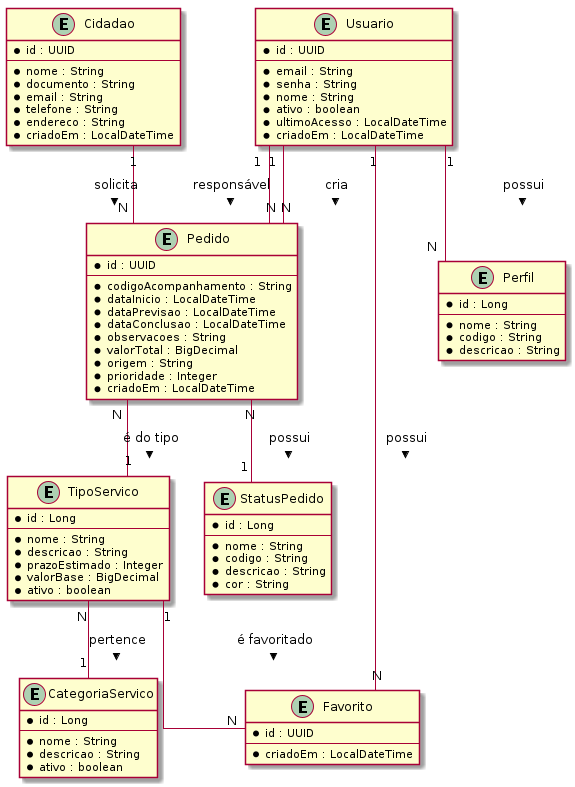 E Cidadao
id : UUID
nome : String
documento : String
email : String
telefone : String
endereco : String
criadoEm : LocalDateTime
E Usuario
id : UUID
email : String
senha : String
nome : String
ativo : boolean
ultimoAcesso : LocalDateTime
criadoEm : LocalDateTime
1
1
1
1
1
solicita
responsável
cria
possui
N
N
N
N
E Pedido
id : UUID
codigoAcompanhamento : String
dataInicio : LocalDateTime
dataPrevisao : LocalDateTime
dataConclusao : LocalDateTime
observacoes : String
valorTotal : BigDecimal
origem : String
prioridade : Integer
criadoEm : LocalDateTime
E Perfil
id : Long
nome : String
codigo : String
descricao : String
N
N
é do tipo
possui
possui
1
1
E TipoServico
id : Long
nome : String
descricao : String
prazoEstimado : Integer
valorBase : BigDecimal
ativo : boolean
E StatusPedido
id : Long
nome : String
codigo : String
descricao : String
cor : String
N
1
pertence
é favoritado
1
N
N
E CategoriaServico
id : Long
nome : String
descricao : String
ativo : boolean
E Favorito
id : UUID
criadoEm : LocalDateTime